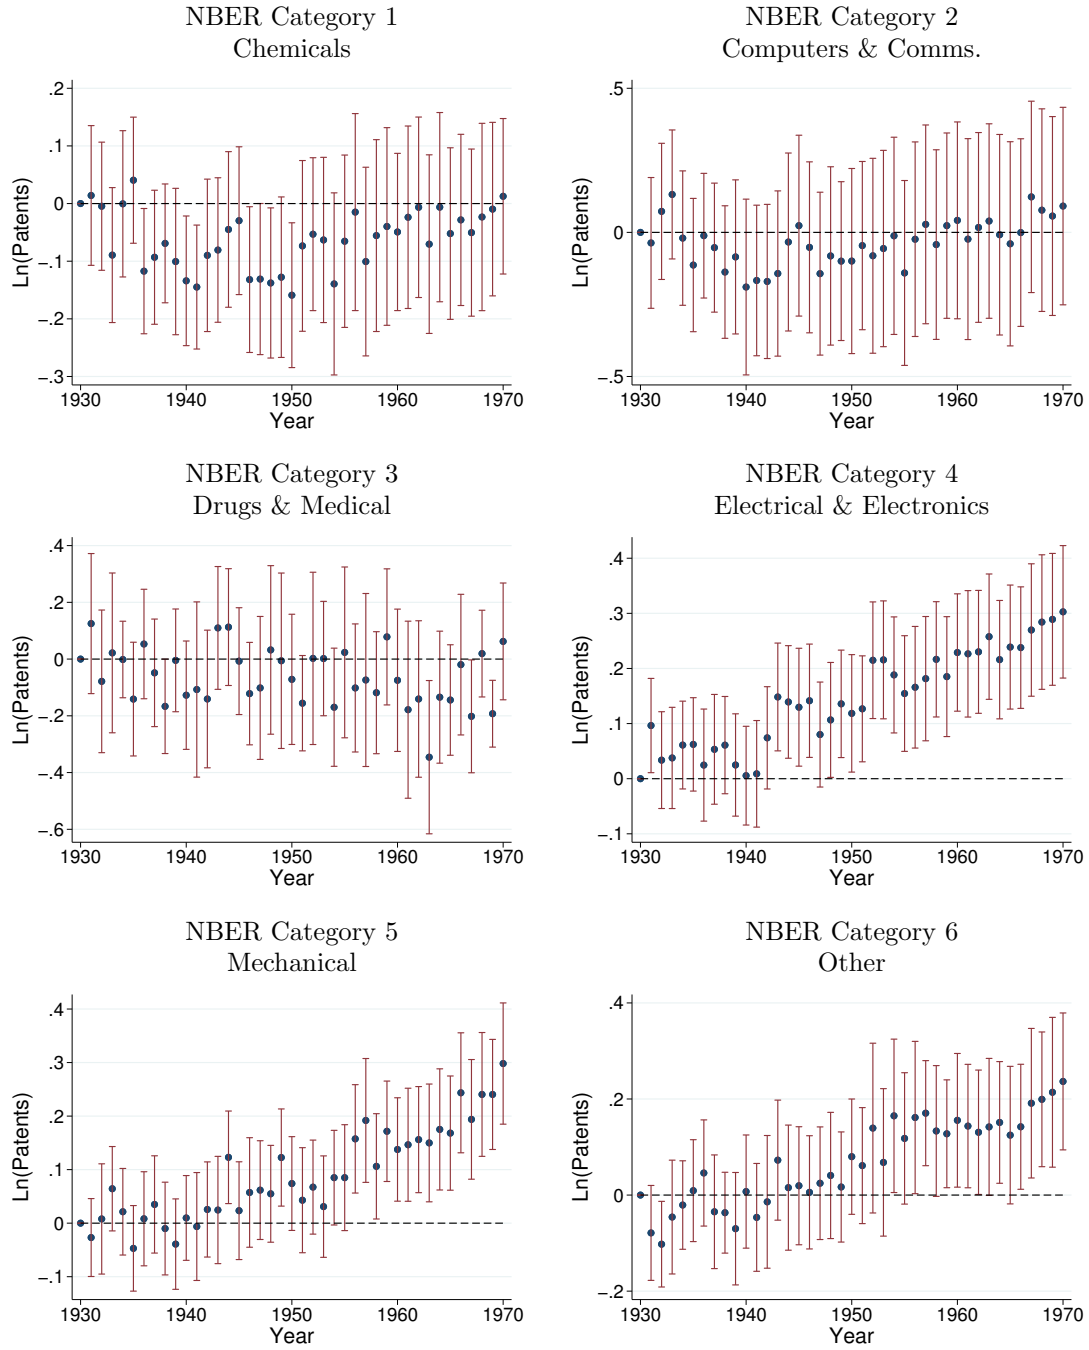 NBER Category 1
Chemicals
Ln(Patents)
.2
.1
0
−.1
−.2
−.3
1930 1940 1950 1960 1970
Year
NBER Category 2
Computers & Comms.
Ln(Patents)
.5
0
−.5
1930 1940 1950 1960 1970
Year
NBER Category 3
Drugs & Medical
Ln(Patents)
.4
.2
0
−.2
−.4
−.6
1930 1940 1950 1960 1970
Year
NBER Category 4
Electrical & Electronics
Ln(Patents)
.4
.3
.2
.1
0
−.1
1930 1940 1950 1960 1970
Year
NBER Category 5
Mechanical
Ln(Patents)
.4
.3
.2
.1
0
−.1
1930 1940 1950 1960 1970
Year
NBER Category 6
Other
Ln(Patents)
.4
.2
0
−.2
1930 1940 1950 1960 1970
Year